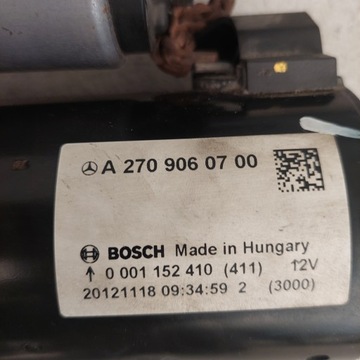 A 270 906 07 00
BOSCH Made in Hungary
↑ 0 001 152 410 (411) 12V
20121118 09:34:59 2 (3000)